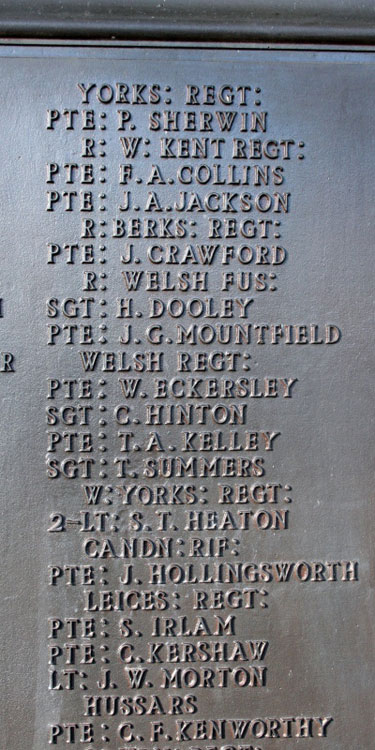 YORKS: REGT:
PTE: P. SHERWIN
R: W: KENT REGT:
PTE: F. A. COLLINS
PTE: J. A. JACKSON
R: BERKS: REGT:
PTE: J. CRAWFORD
R: WELSH FUS:
SGT: H. DOOLEY
PTE: J. G. MOUNTFIELD
WELSH REGT:
PTE: W. ECKERSLEY
SGT: C. HINTON
PTE: T. A. KELLEY
SGT: T. SUMMERS
W: YORKS: REGT:
2-LT: S. T. HEATON
CANDN: RIF:
PTE: J. HOLLINGSWORTH
LEICES: REGT:
PTE: S. IRLAM
PTE: C. KERSHAW
LT: J. W. MORTON
HUSSARS
PTE: C. F. KENWORTHY